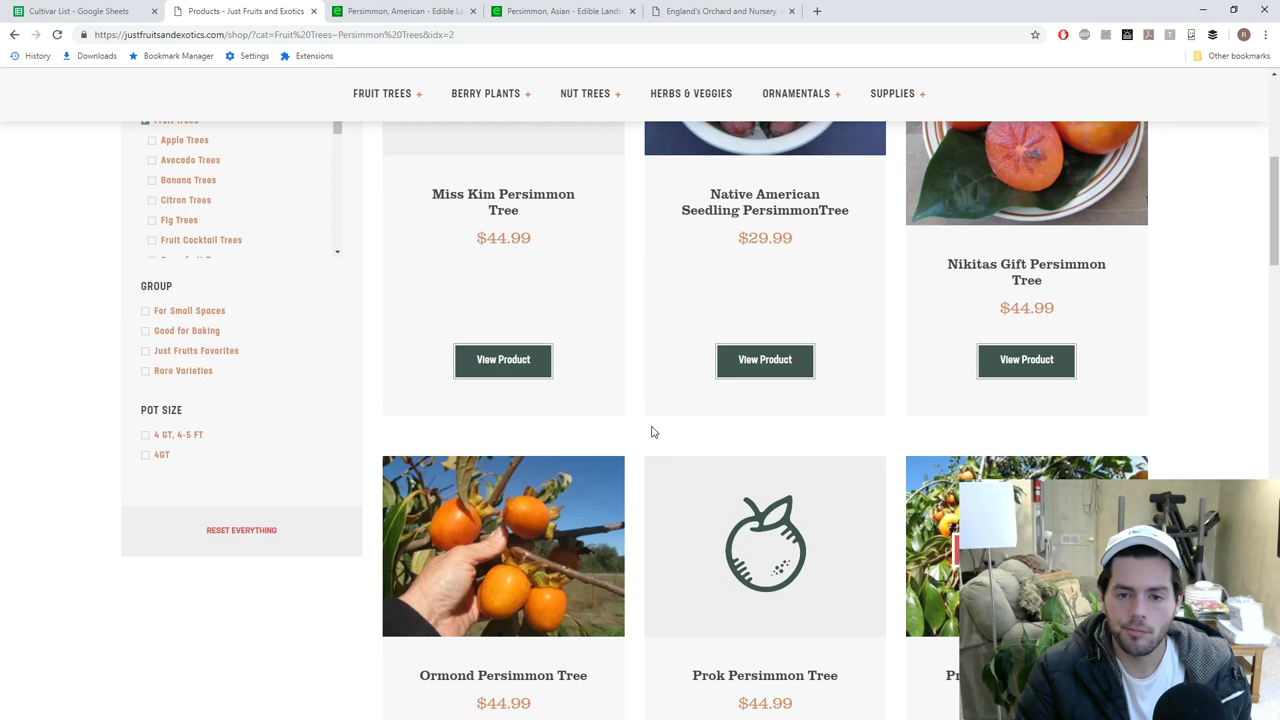 Cultivar List - Google Sheets
Products - Just Fruits and Exotics
Persimmon, American - Edible La
Persimmon, Asian - Edible Lands
England's Orchard and Nursery,
https://justfruitsandexotics.com/shop/?cat=Fruit%20Trees~Persimmon%20Trees&idx=2
History
Downloads
Bookmark Manager
Settings
Extensions
Other bookmarks
FRUIT TREES +
BERRY PLANTS +
NUT TREES +
HERBS & VEGGIES
ORNAMENTALS +
SUPPLIES +
Apple Trees
Avocado Trees
Banana Trees
Citron Trees
Fig Trees
Fruit Cocktail Trees
GROUP
For Small Spaces
Good for Baking
Just Fruits Favorites
Rare Varieties
POT SIZE
4 GT, 4-5 FT
4GT
RESET EVERYTHING
Miss Kim Persimmon
Tree
$44.99
View Product
Native American
Seedling PersimmonTree
$29.99
View Product
Nikitas Gift Persimmon
Tree
$44.99
View Product
Ormond Persimmon Tree
$44.99
Prok Persimmon Tree
$44.99